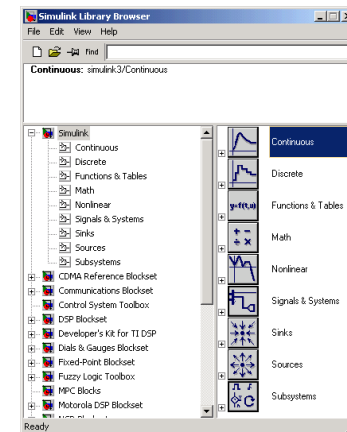 Simulink Library Browser
File Edit View Help
Find
Continuous: simulink3/Continuous
Simulink
Continuous
Discrete
Functions & Tables
Math
Nonlinear
Signals & Systems
Sinks
Sources
Subsystems
CDMA Reference Blockset
Communications Blockset
Control System Toolbox
DSP Blockset
Developer's Kit for TI DSP
Dials & Gauges Blockset
Fixed-Point Blockset
Fuzzy Logic Toolbox
MPC Blocks
Motorola DSP Blockset
Continuous
Discrete
y=f(t,u)
Functions & Tables
Math
Nonlinear
Signals & Systems
Sinks
Sources
Subsystems
Ready